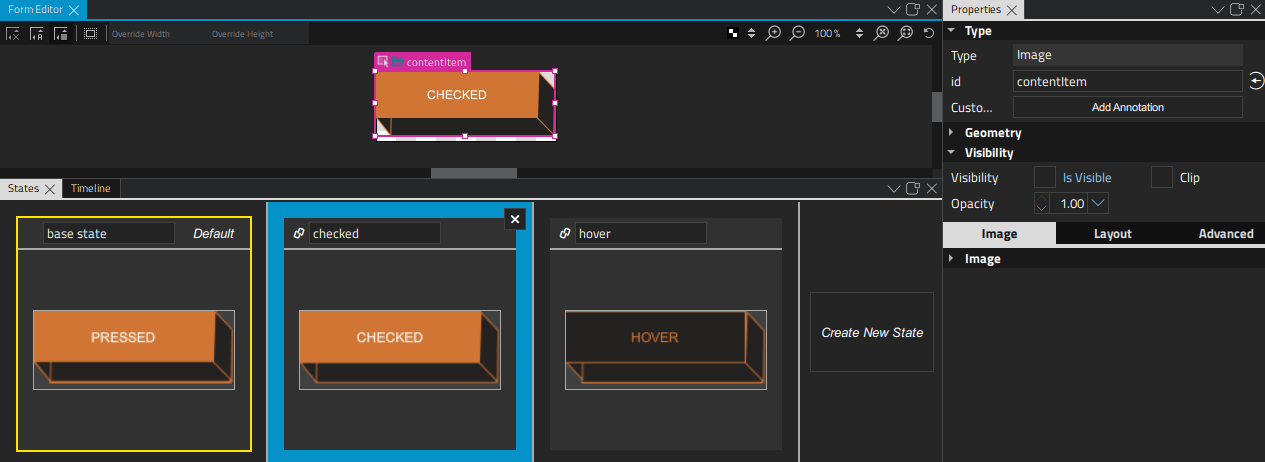 Form Editor
Properties
Override Width Override Height
100%
Type
Type Image
id contentItem
Custo... Add Annotation
Geometry
Visibility
Visibility Is Visible Clip
Opacity 1.00
Image Layout Advanced
Image
contentItem
CHECKED
States Timeline
base state Default
PRESSED
checked
CHECKED
hover
HOVER
Create New State